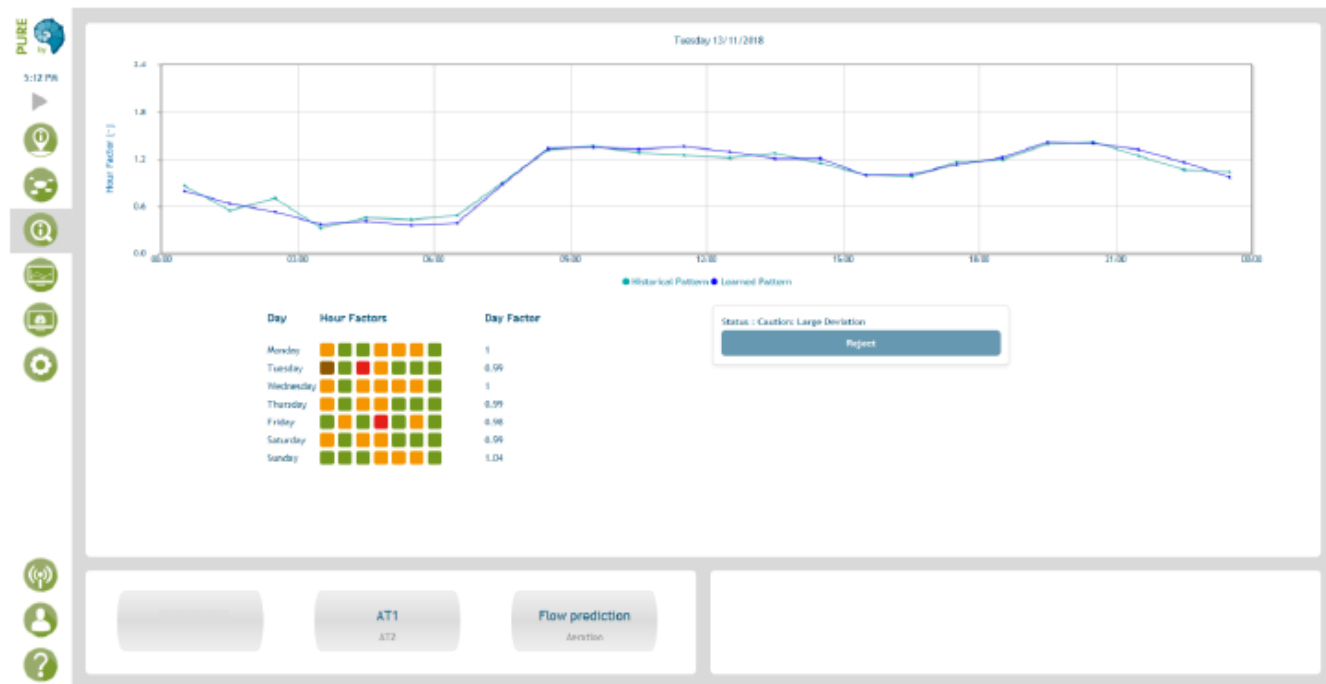 PURE
by
5:12 PM
Tuesday 13/11/2018
2.4
1.8
1.2
0.6
0.0
Hour Factor [-]
00:00 03:00 06:00 09:00 12:00 15:00 18:00 21:00 00:00
Historical Pattern Learned Pattern
Day Hour Factors Day Factor
Monday 1
Tuesday 0.99
Wednesday 1
Thursday 0.99
Friday 0.98
Saturday 0.99
Sunday 1.04
Status : Caution: Large Deviation
Reject
AT1
AT2
Flow prediction
Aeration
?